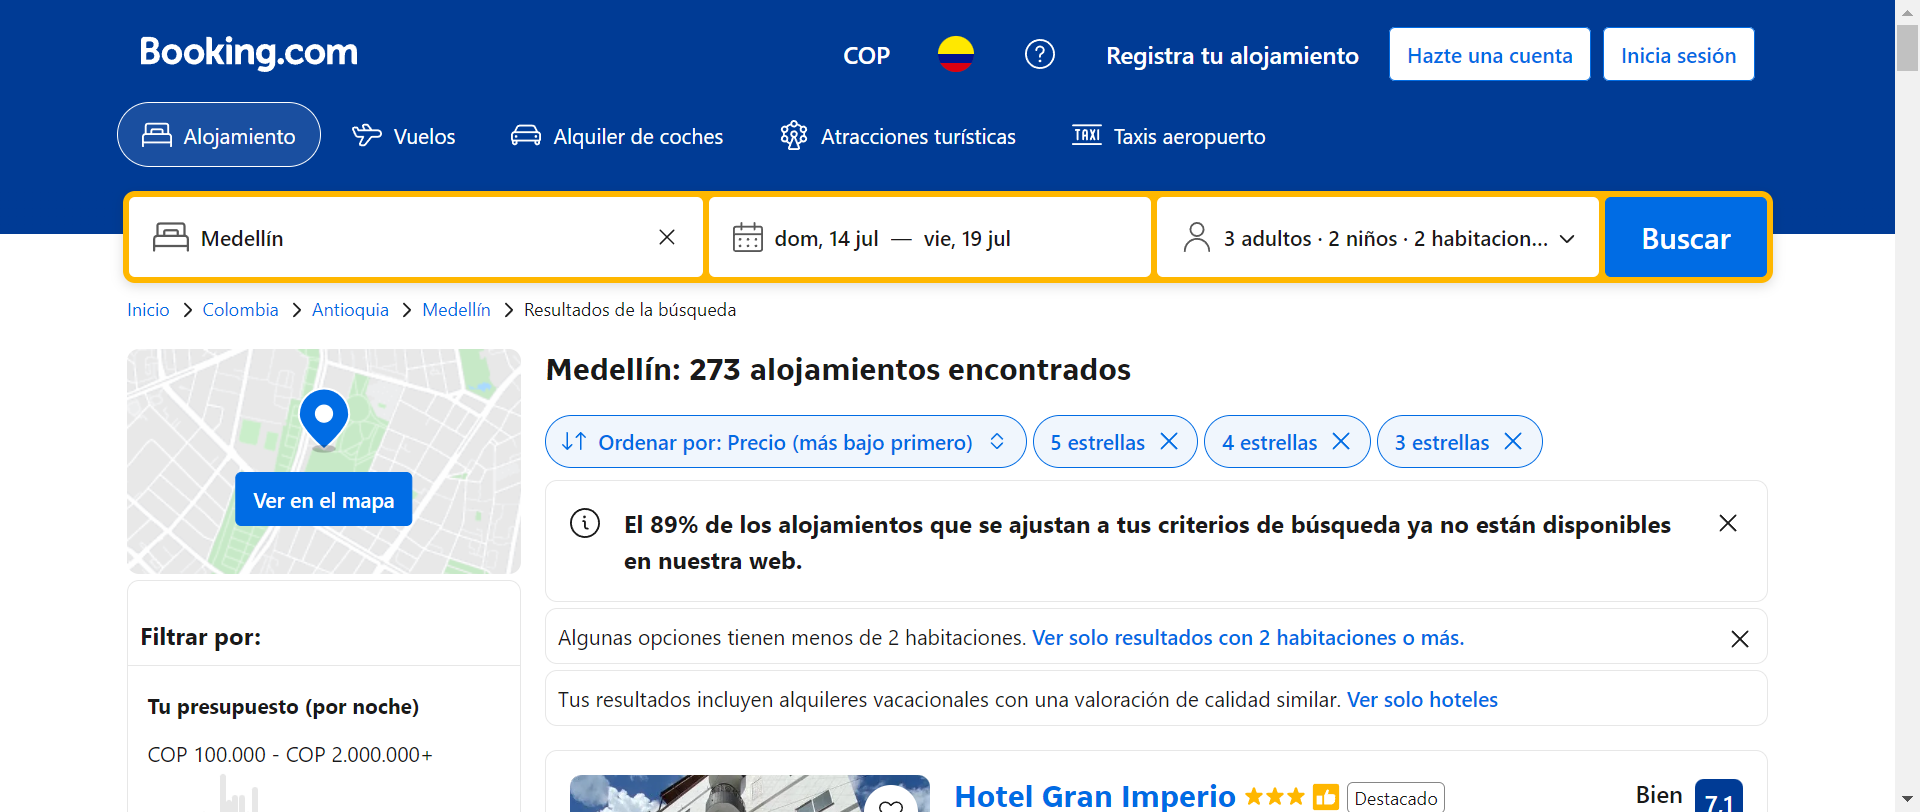 Booking.com
COP
Registra tu alojamiento
Hazte una cuenta
Inicia sesión
Alojamiento
Vuelos
Alquiler de coches
Atracciones turísticas
TAXI
Taxis aeropuerto
Medellín
dom, 14 jul — vie, 19 jul
3 adultos · 2 niños · 2 habitacion...
Buscar
Inicio
Colombia
Antioquia
Medellín
Resultados de la búsqueda
Ver en el mapa
Filtrar por:
Tu presupuesto (por noche)
COP 100.000 - COP 2.000.000+
Medellín: 273 alojamientos encontrados
Ordenar por: Precio (más bajo primero)
5 estrellas
4 estrellas
3 estrellas
El 89% de los alojamientos que se ajustan a tus criterios de búsqueda ya no están disponibles
en nuestra web.
Algunas opciones tienen menos de 2 habitaciones. Ver solo resultados con 2 habitaciones o más.
Tus resultados incluyen alquileres vacacionales con una valoración de calidad similar. Ver solo hoteles
Hotel Gran Imperio
Destacado
Bien
7,1